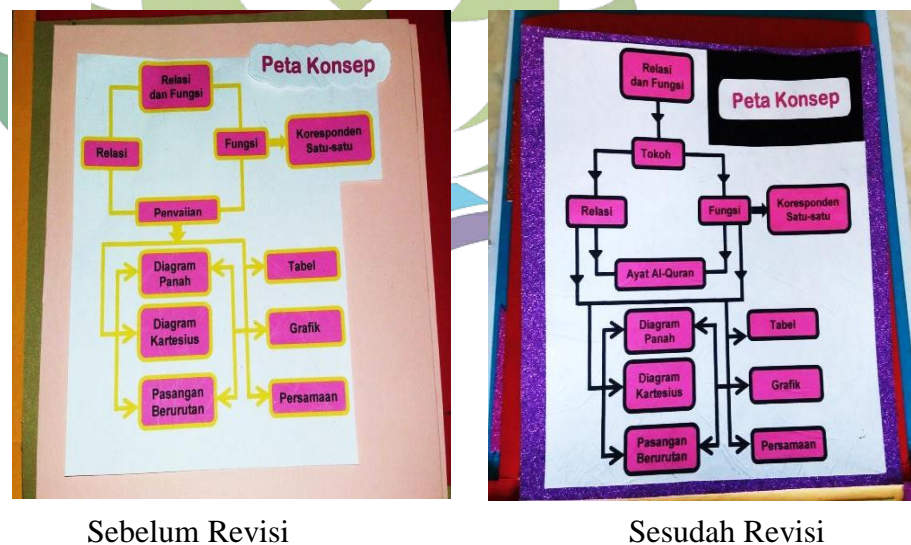 Peta Konsep
Relasi
dan Fungsi
Relasi
Fungsi
Koresponden
Satu-satu
Penvaiian
Diagram
Panah
Tabel
Diagram
Kartesius
Grafik
Pasangan
Berurutan
Persamaan
Relasi
dan Fungsi
Peta Konsep
Tokoh
Relasi
Fungsi
Koresponden
Satu-satu
Ayat Al-Quran
Diagram
Panah
Tabel
Diagram
Kartesius
Grafik
Pasangan
Berurutan
Persamaan
Sebelum Revisi
Sesudah Revisi